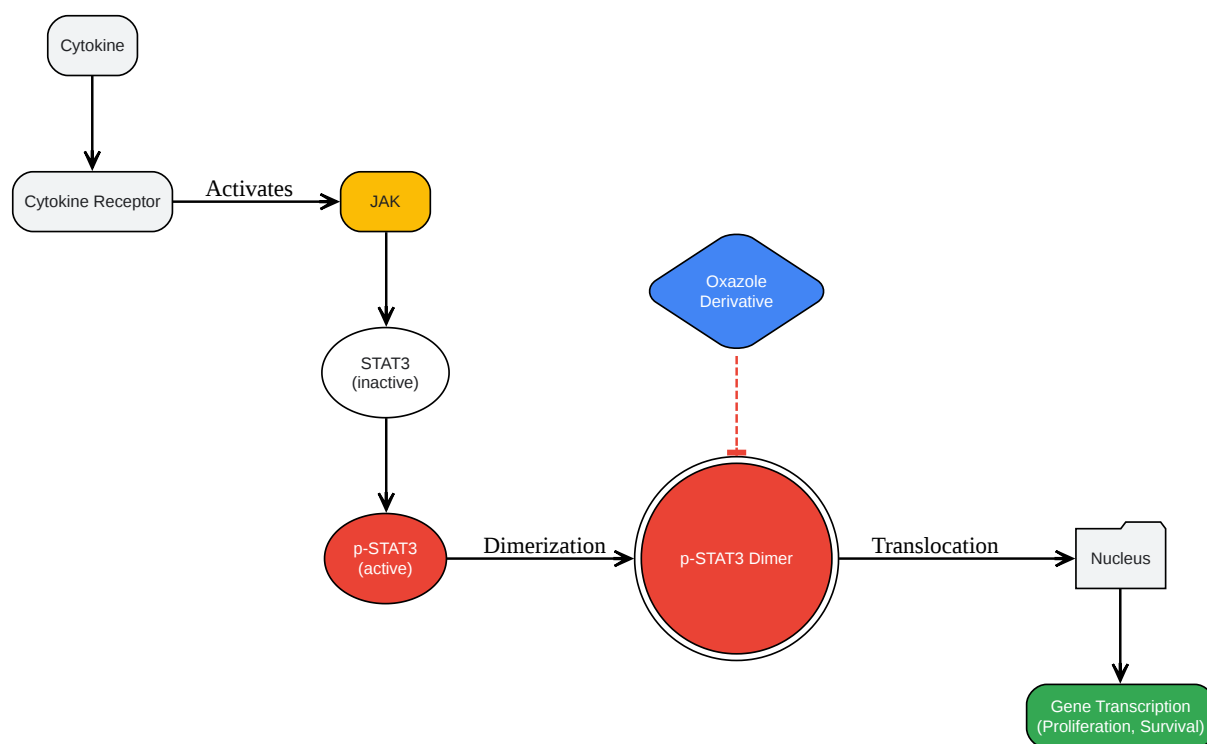 Cytokine
Cytokine Receptor
Activates
JAK
Oxazole
Derivative
STAT3
(inactive)
p-STAT3
(active)
Dimerization
p-STAT3 Dimer
Translocation
Nucleus
Gene Transcription
(Proliferation, Survival)